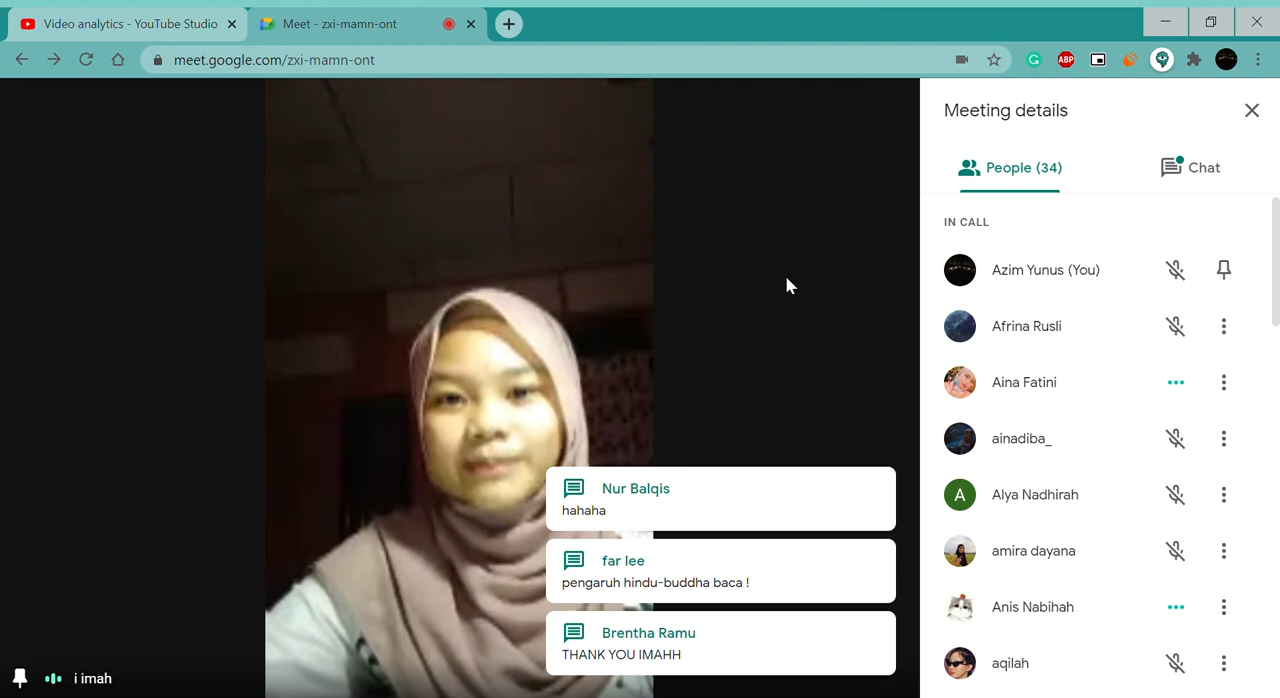 Video analytics - YouTube Studio
Meet - zxi-mamn-ont
meet.google.com/zxi-mamn-ont
ABP
Meeting details
People (34)
Chat
IN CALL
Azim Yunus (You)
Afrina Rusli
Aina Fatini
ainadiba_
A
Alya Nadhirah
amira dayana
Anis Nabihah
aqilah
Nur Balqis
hahaha
far lee
pengaruh hindu-buddha baca !
Brentha Ramu
THANK YOU IMAHH
i imah